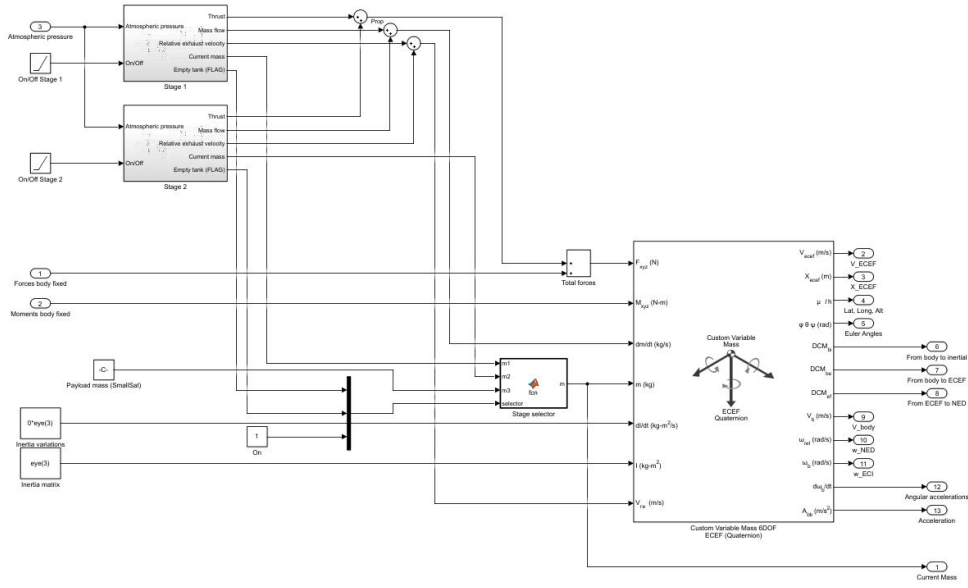 3
Atmospheric pressure
On/Off Stage 1
Atmospheric pressure
On/Off
Thrust
Mass flow
Relative exhaust velocity
Current mass
Empty tank (FLAG)
Stage 1
Prop
On/Off Stage 2
Atmospheric pressure
On/Off
Thrust
Mass flow
Relative exhaust velocity
Current mass
Empty tank (FLAG)
Stage 2
1
Forces body fixed
2
Moments body fixed
Total forces
-C-
Payload mass (SmallSat)
0*eye(3)
Inertia variations
eye(3)
Inertia matrix
1
On
m1
m2
m3
selector
fcn
m
Stage selector
F_xyz (N)
M_xyz (N-m)
dm/dt (kg/s)
m (kg)
dI/dt (kg-m²/s)
I (kg-m²)
V_re (m/s)
Custom Variable
Mass
ECEF
Quaternion
V_ecef (m/s)
X_ecef (m)
μ l h
φ θ ψ (rad)
DCM_bi
DCM_be
DCM_ef
V_b (m/s)
ω_rel (rad/s)
ω_b (rad/s)
dω_b/dt
A_bb (m/s²)
Custom Variable Mass 6DOF
ECEF (Quaternion)
2
V_ECEF
3
X_ECEF
4
Lat, Long, Alt
5
Euler Angles
6
From body to inertial
7
From body to ECEF
8
From ECEF to NED
9
V_body
10
w_NED
11
w_ECI
12
Angular accelerations
13
Acceleration
1
Current Mass